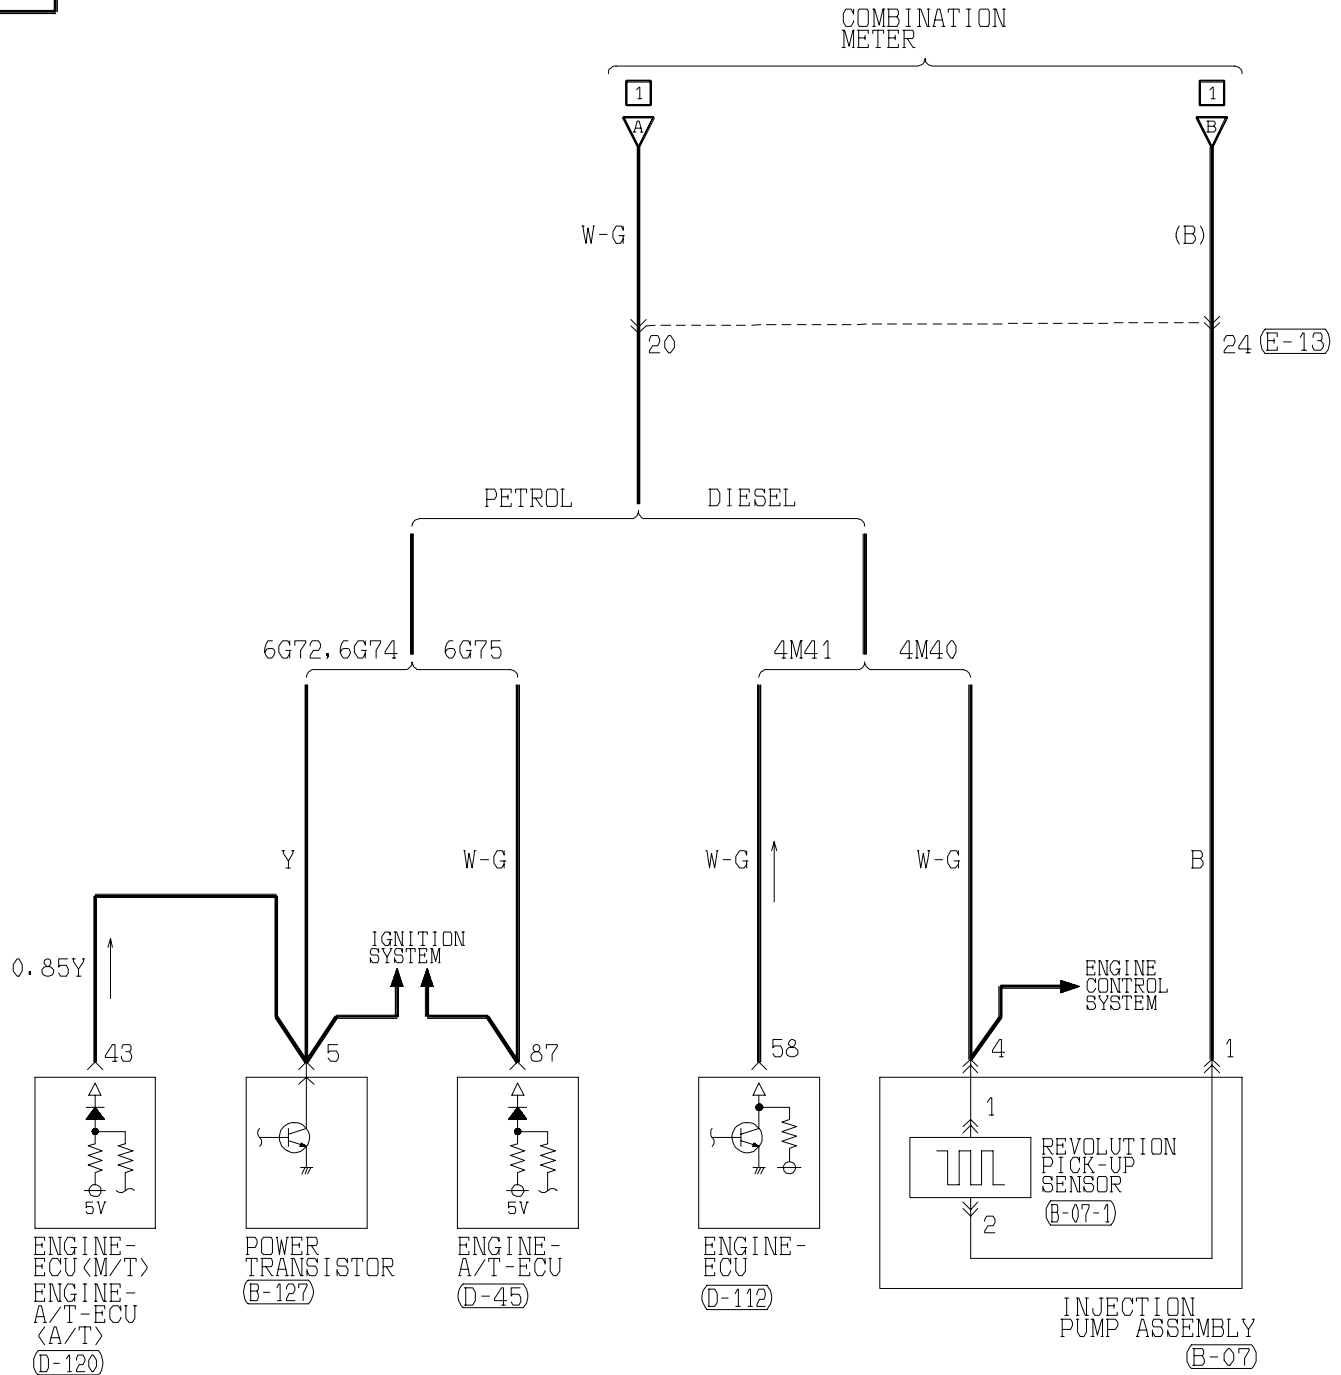 COMBINATION
METER
1
1
A
B
W-G
(B)
20
24 E-13
PETROL
DIESEL
6G72,6G74
6G75
4M41
4M40
Y
W-G
W-G
W-G
B
IGNITION
SYSTEM
0.85Y
ENGINE
CONTROL
SYSTEM
43
5
87
58
4
1
1
REVOLUTION
PICK-UP
SENSOR
B-07-1
2
5V
5V
ENGINE-
ECU<M/T>
ENGINE-
A/T-ECU
<A/T>
D-120
POWER
TRANSISTOR
B-127
ENGINE-
A/T-ECU
D-45
ENGINE-
ECU
D-112
INJECTION
PUMP ASSEMBLY
B-07